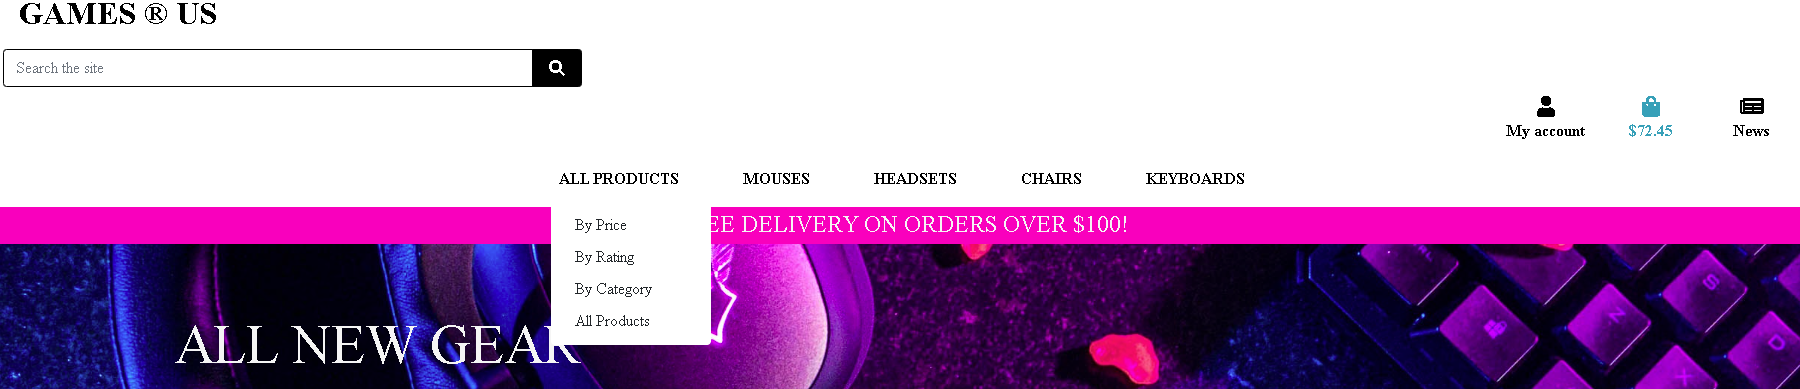 GAMES ® US
Search the site
My account
$72.45
News
ALL PRODUCTS
MOUSES
HEADSETS
CHAIRS
KEYBOARDS
By Price
By Rating
By Category
All Products
DELIVERY ON ORDERS OVER $100!
ALL NEW GEAR
S
N
D